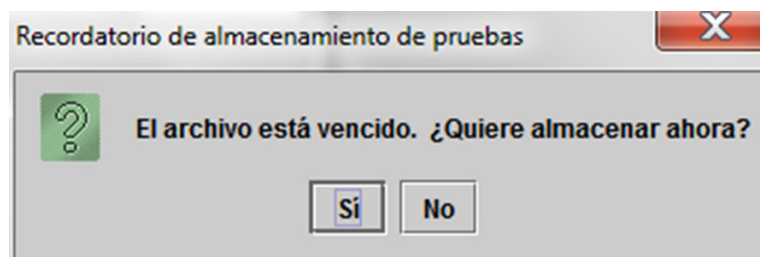 Recordatorio de almacenamiento de pruebas
El archivo está vencido. ¿Quiere almacenar ahora?
Sí No